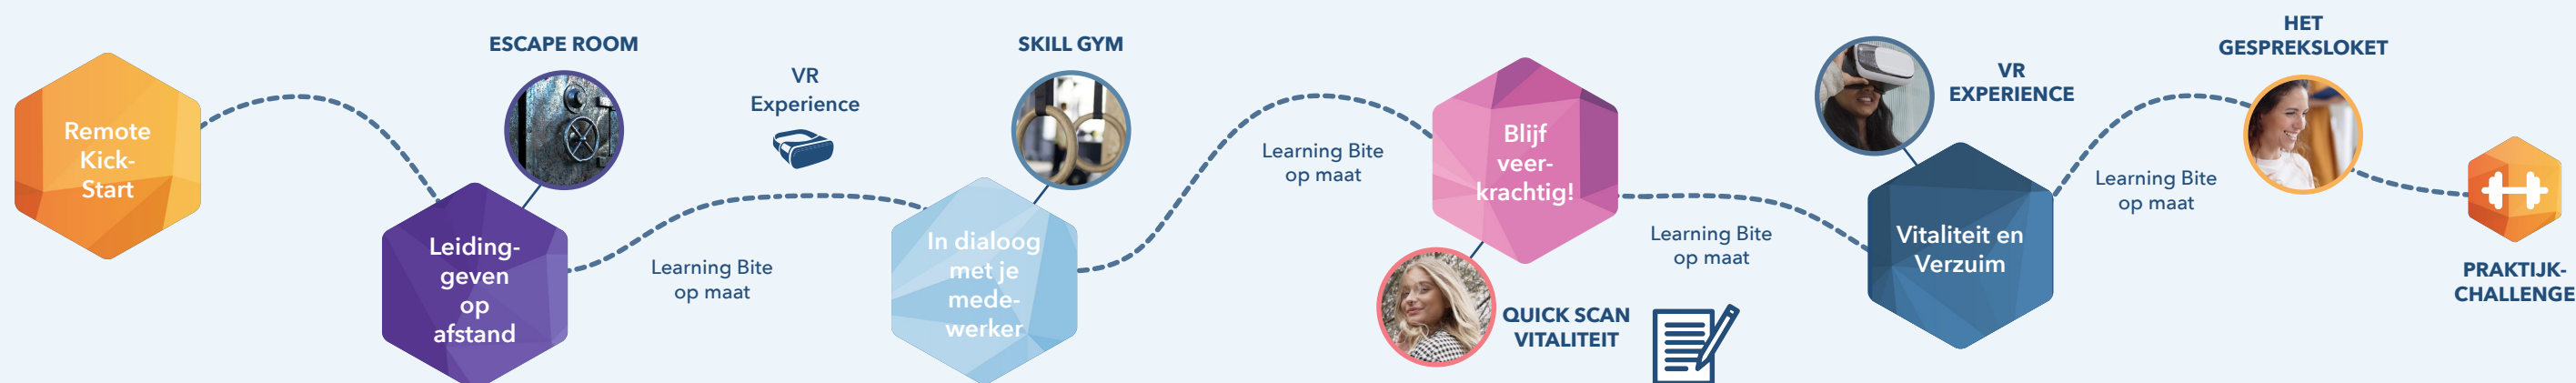 Remote
Kick-
Start
Leiding-
geven
op
afstand
ESCAPE ROOM
Learning Bite
op maat
VR
Experience
In dialoog
met je
mede-
werker
SKILL GYM
Learning Bite
op maat
Blijf
veer-
krachtig!
QUICK SCAN
VITALITEIT
Learning Bite
op maat
Vitaliteit en
Verzuim
VR
EXPERIENCE
Learning Bite
op maat
HET
GESPREKSLOKET
PRAKTIJK-
CHALLENGE